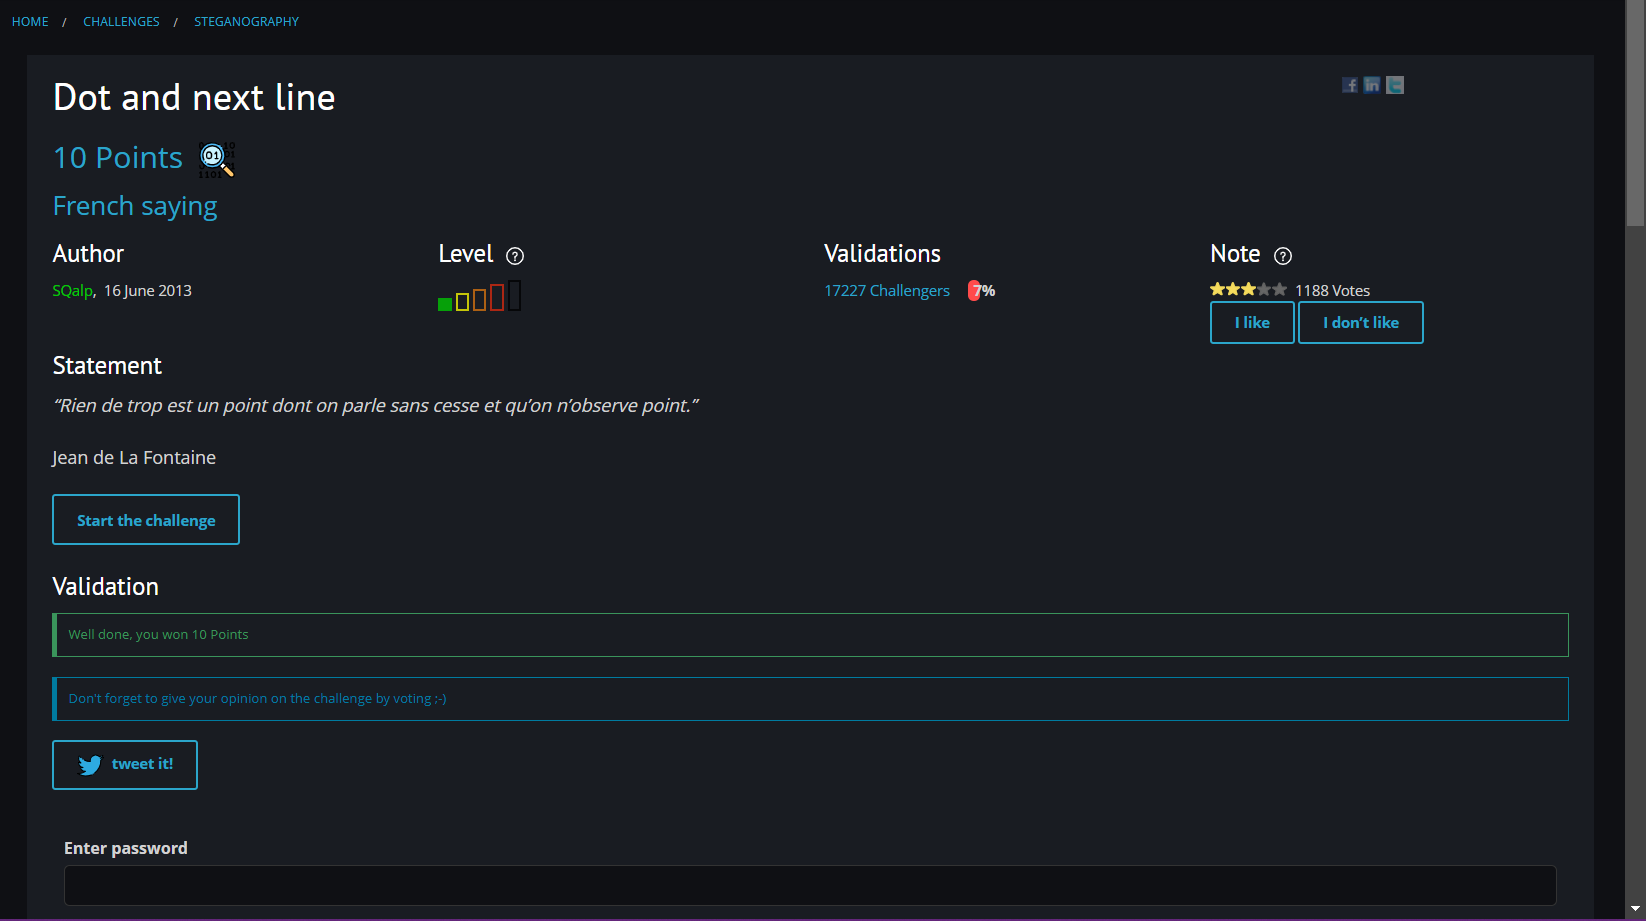 HOME / CHALLENGES / STEGANOGRAPHY
Dot and next line
10 Points
French saying
Author
SQalp, 16 June 2013
Level ?
Validations
17227 Challengers 7%
Note ?
1188 Votes
I like I don’t like
Statement
“Rien de trop est un point dont on parle sans cesse et qu’on n’observe point.”
Jean de La Fontaine
Start the challenge
Validation
Well done, you won 10 Points
Don't forget to give your opinion on the challenge by voting ;-)
tweet it!
Enter password